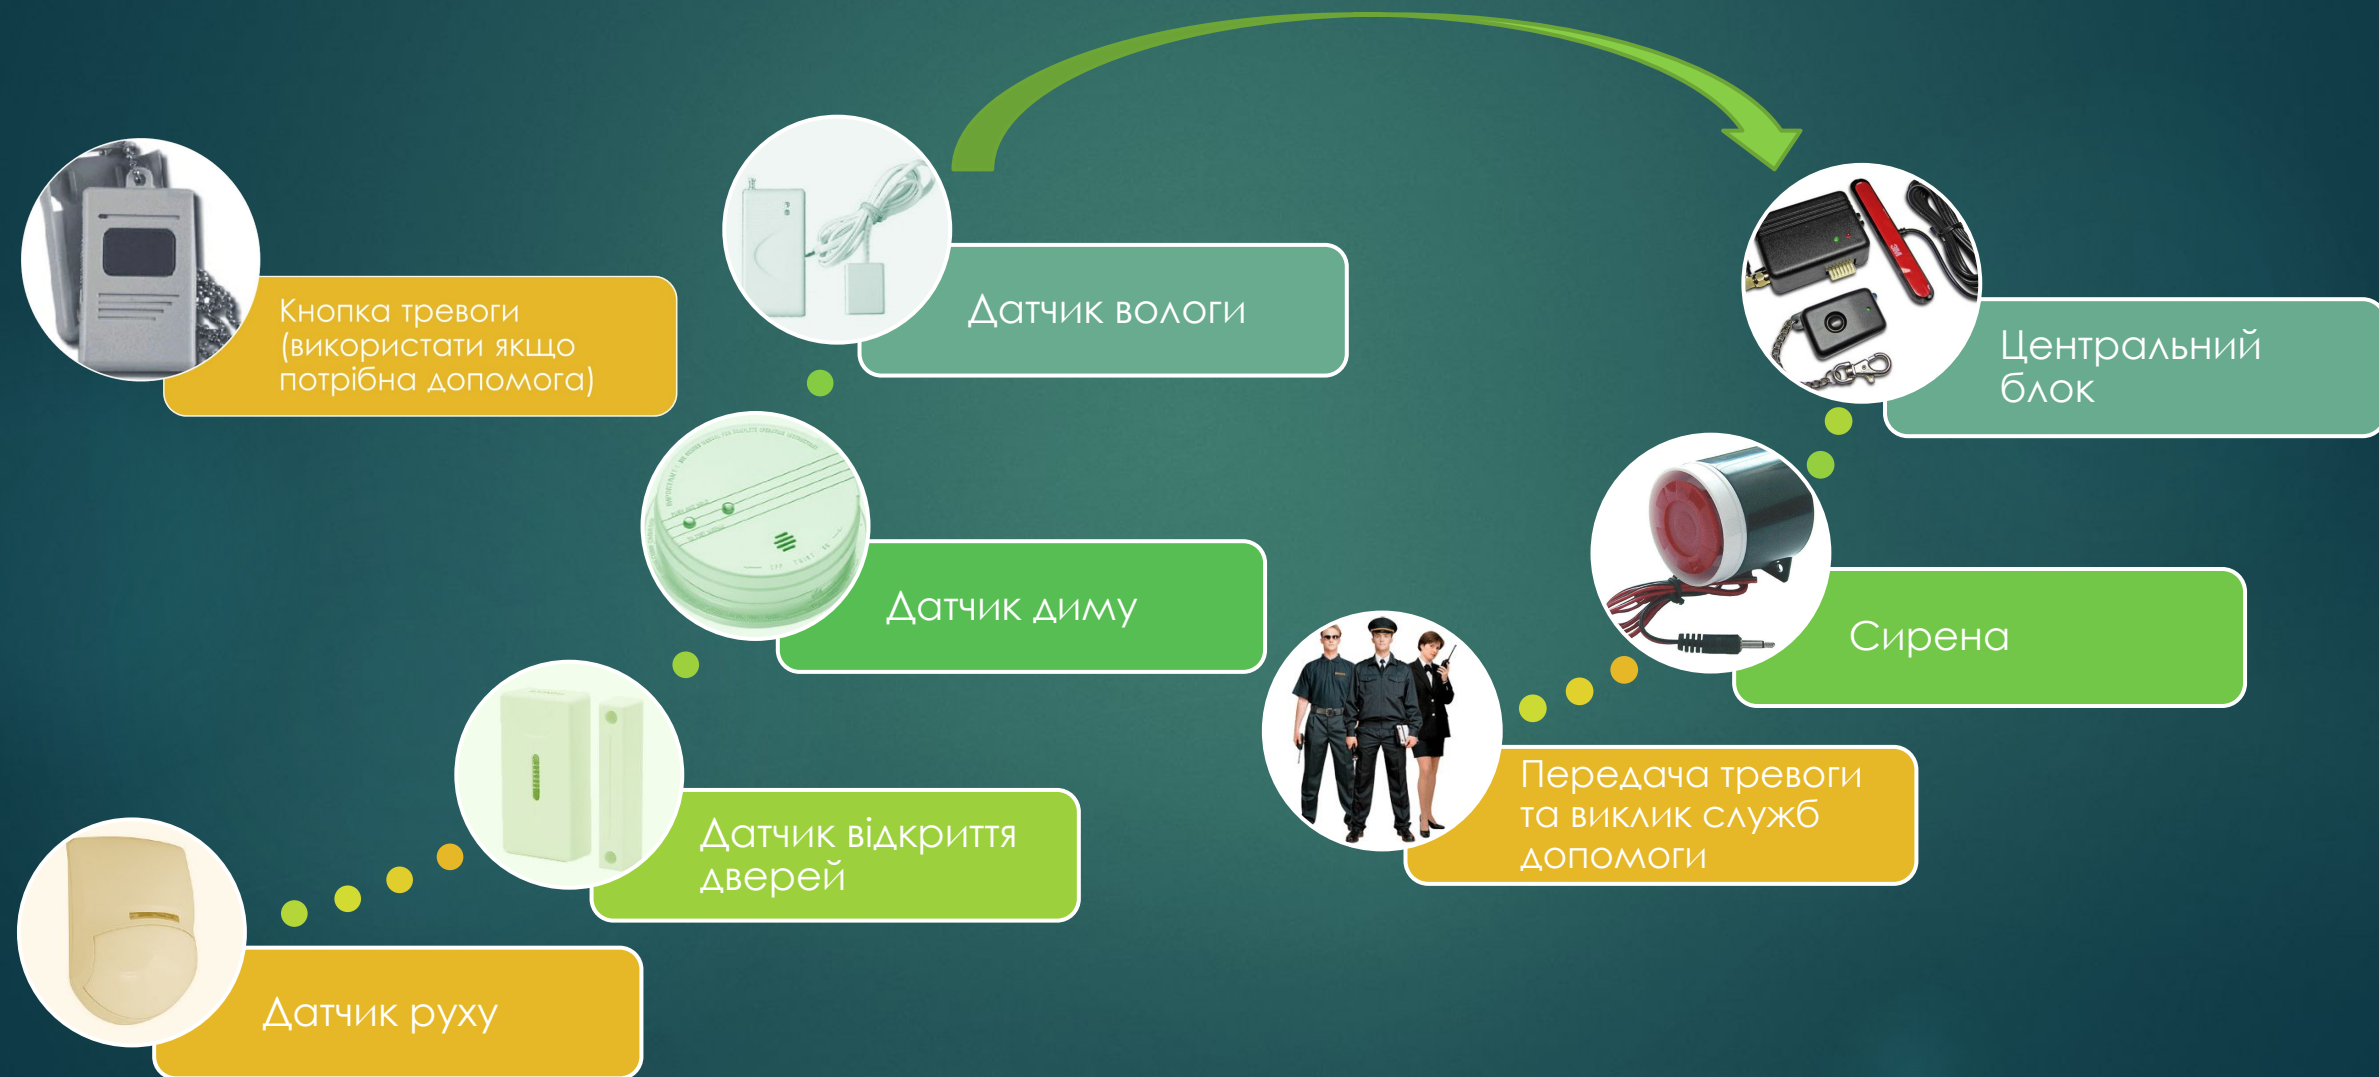 Кнопка тревоги
(використати якщо
потрібна допомога)
Датчик вологи
Датчик диму
Датчик відкриття
дверей
Датчик руху
Центральний
блок
Сирена
Передача тревоги
та виклик служб
допомоги
3M